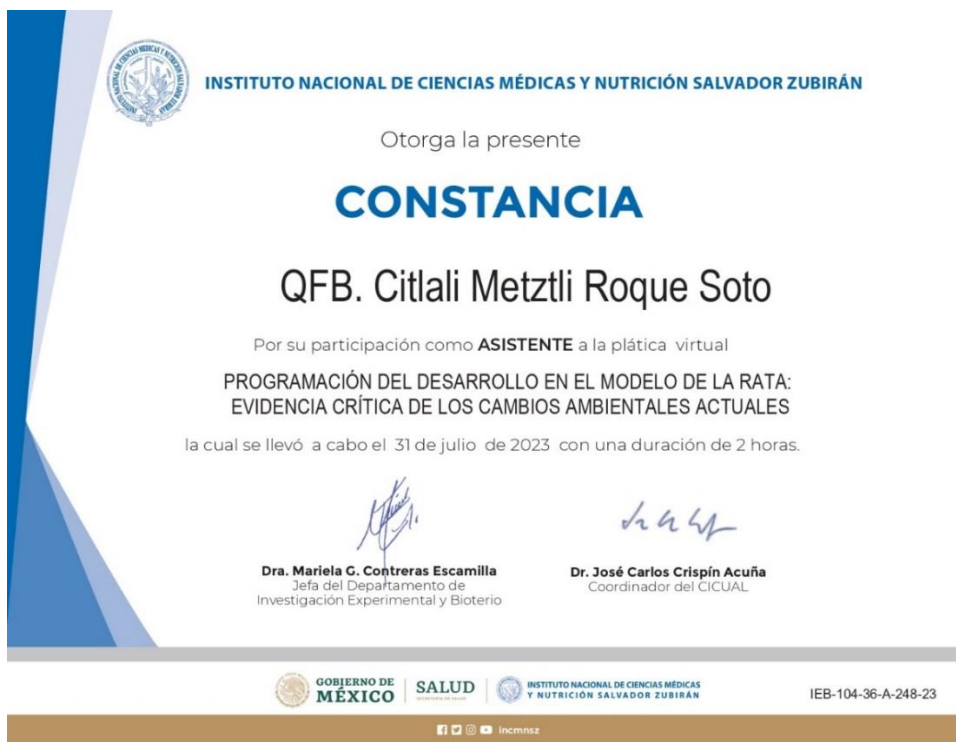 INSTITUTO NACIONAL DE CIENCIAS MÉDICAS Y NUTRICIÓN SALVADOR ZUBIRÁN
Otorga la presente
CONSTANCIA
QFB. Citlali Metztli Roque Soto
Por su participación como ASISTENTE a la plática virtual
PROGRAMACIÓN DEL DESARROLLO EN EL MODELO DE LA RATA:
EVIDENCIA CRÍTICA DE LOS CAMBIOS AMBIENTALES ACTUALES
la cual se llevó a cabo el 31 de julio de 2023 con una duración de 2 horas.
Dra. Mariela G. Contreras Escamilla
Jefa del Departamento de
Investigación Experimental y Bioterio
Dr. José Carlos Crispín Acuña
Coordinador del CICUAL
GOBIERNO DE
MÉXICO
SALUD
SECRETARÍA DE SALUD
INSTITUTO NACIONAL DE CIENCIAS MÉDICAS
Y NUTRICIÓN SALVADOR ZUBIRÁN
IEB-104-36-A-248-23
incmnsz